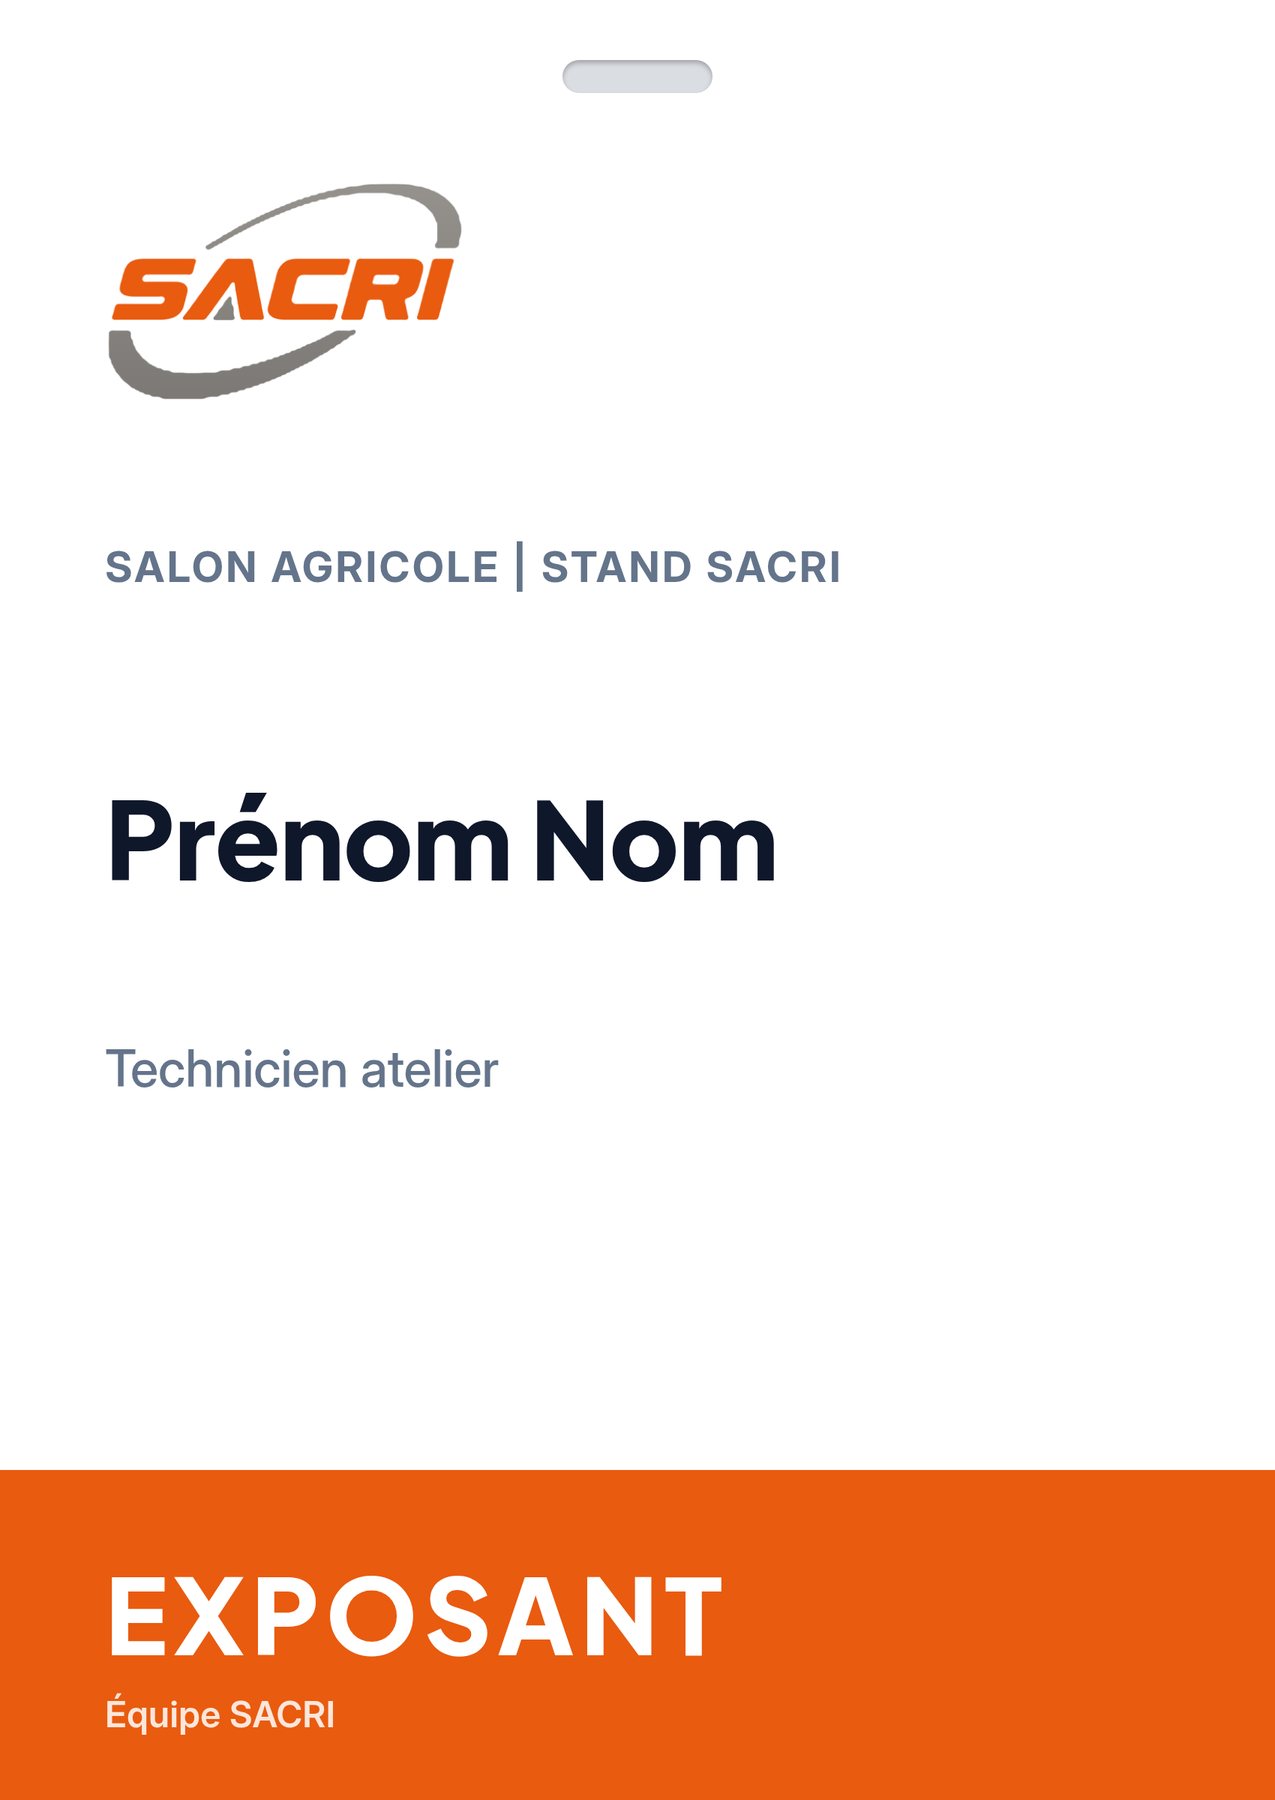 SACRI
SALON AGRICOLE | STAND SACRI
Prénom Nom
Technicien atelier
EXPOSANT
Équipe SACRI